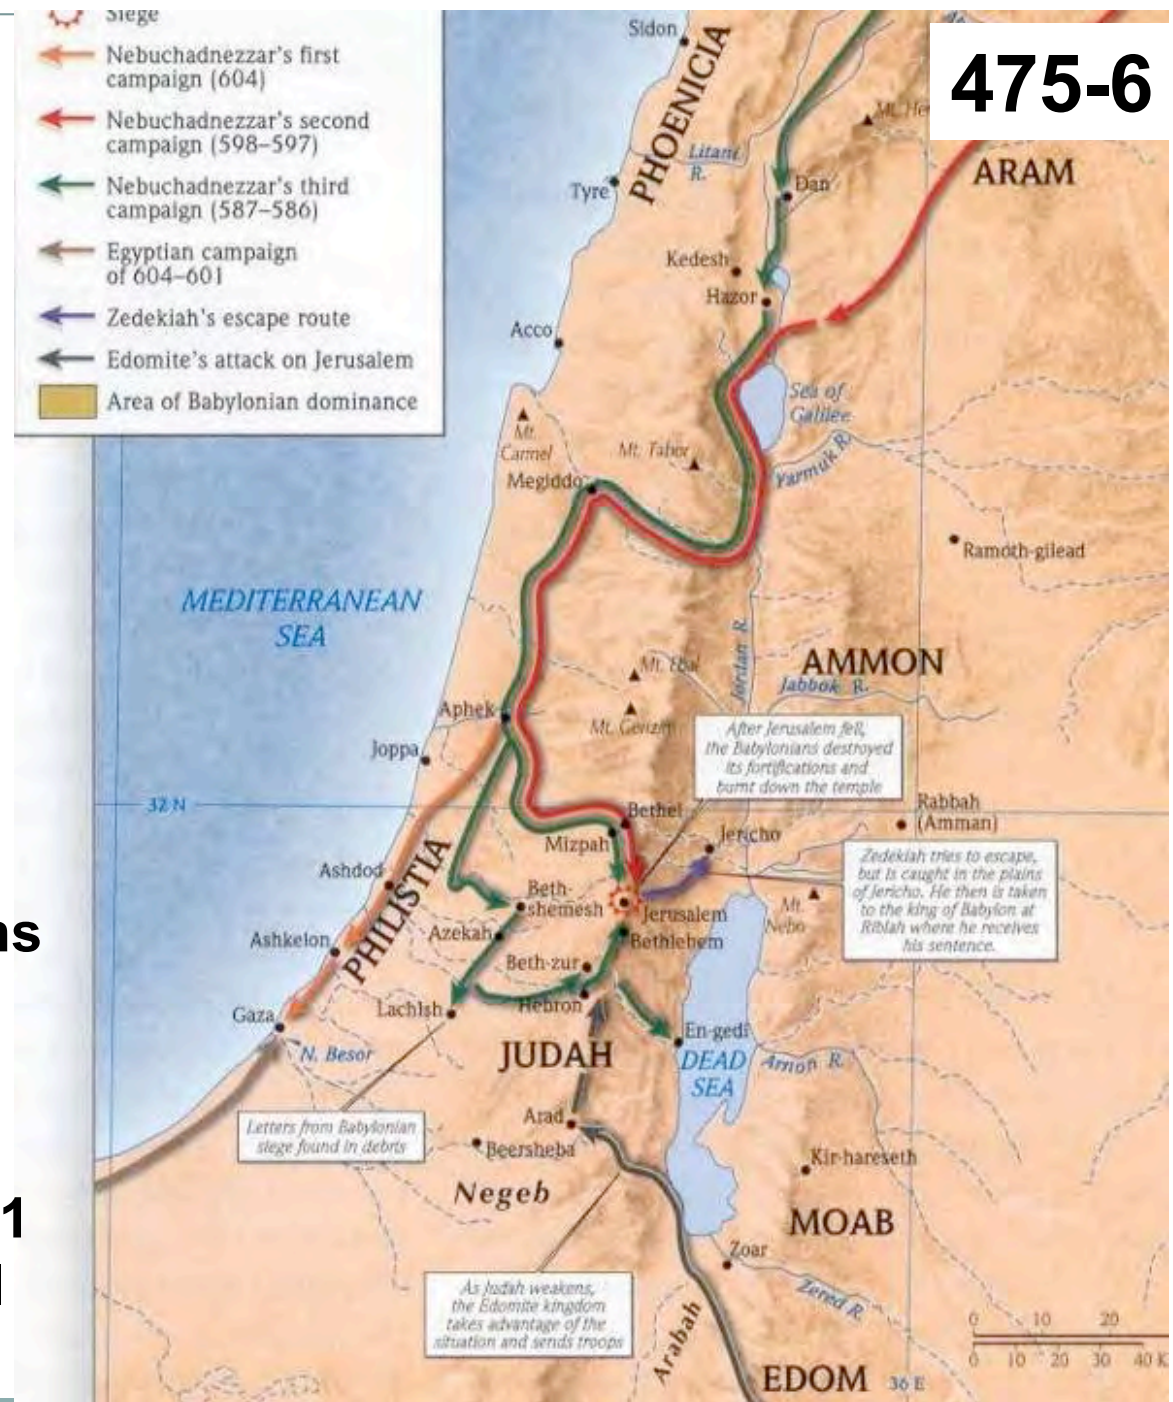 Siege
Nebuchadnezzar's first
campaign (604)
Nebuchadnezzar's second
campaign (598–597)
Nebuchadnezzar's third
campaign (587–586)
Egyptian campaign
of 604–601
Zedekiah's escape route
Edomite's attack on Jerusalem
Area of Babylonian dominance
475-6
Sidon
PHOENICIA
Mt. He
ARAM
Litani
R.
Tyre
Dan
Kedesh
Hazor
Acco
Sea of
Galilee
Mt.
Carmel
Mt. Tabor
Yarmuk R.
Megiddo
Ramoth-gilead
MEDITERRANEAN
SEA
Jordan R.
Mt. Ebal
AMMON
Jabbok R.
Aphek
Mt. Gerizim
Joppa
After Jerusalem fell,
the Babylonians destroyed
its fortifications and
burnt down the temple
32 N
Bethel
Rabbah
(Amman)
Mizpah
Jericho
Zedekiah tries to escape,
but is caught in the plains
of Jericho. He then is taken
to the king of Babylon at
Riblah where he receives
his sentence.
Ashdod
PHILISTIA
Beth-
shemesh
Jerusalem
Mt.
Nebo
ns
Ashkelon
Azekah
Bethlehem
Beth-zur
Lachish
Hebron
Gaza
En-gedi
N. Besor
JUDAH
DEAD
SEA
Arnon R.
Letters from Babylonian
siege found in debris
Arad
Beersheba
Kir-hareseth
Negeb
1
MOAB
Zoar
As Judah weakens,
the Edomite kingdom
takes advantage of the
situation and sends troops
Zered R.
Arabah
0 10 20
0 10 20 30 40 K
EDOM
36 E